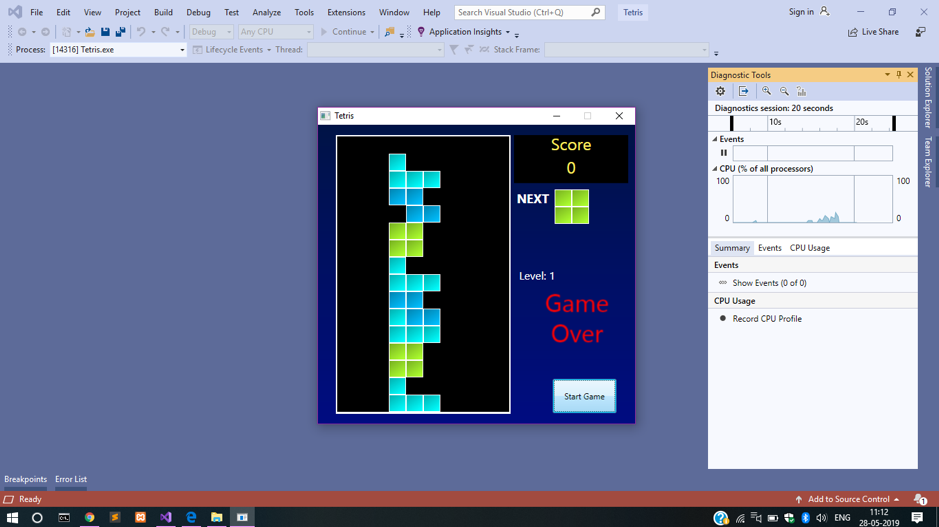 File Edit View Project Build Debug Test Analyze Tools Extensions Window Help Search Visual Studio (Ctrl+Q) Tetris Sign in
Debug Any CPU Continue Application Insights Live Share
Process: [14316] Tetris.exe Lifecycle Events Thread: Stack Frame:
Diagnostic Tools
Diagnostics session: 20 seconds
10s 20s
Events
CPU (% of all processors)
100 100
0 0
Summary Events CPU Usage
Events
Show Events (0 of 0)
CPU Usage
Record CPU Profile
Solution Explorer
Team Explorer
Tetris
Score
0
NEXT
Level: 1
Game
Over
Start Game
Breakpoints Error List
Ready Add to Source Control 1
ENG 11:12
28-05-2019